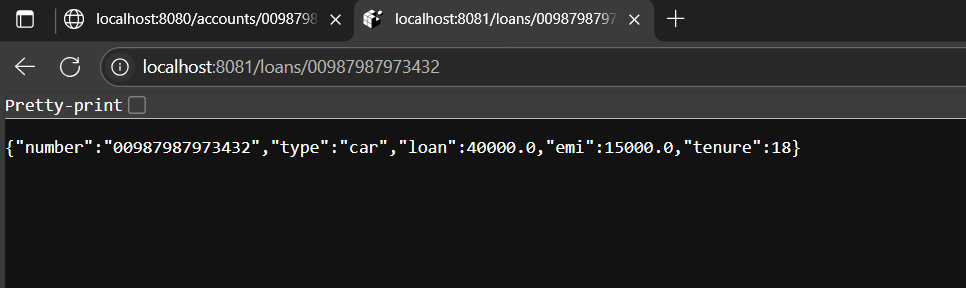 localhost:8080/accounts/0098798
localhost:8081/loans/00987987973
localhost:8081/loans/00987987973432
Pretty-print
{"number":"00987987973432","type":"car","loan":40000.0,"emi":15000.0,"tenure":18}